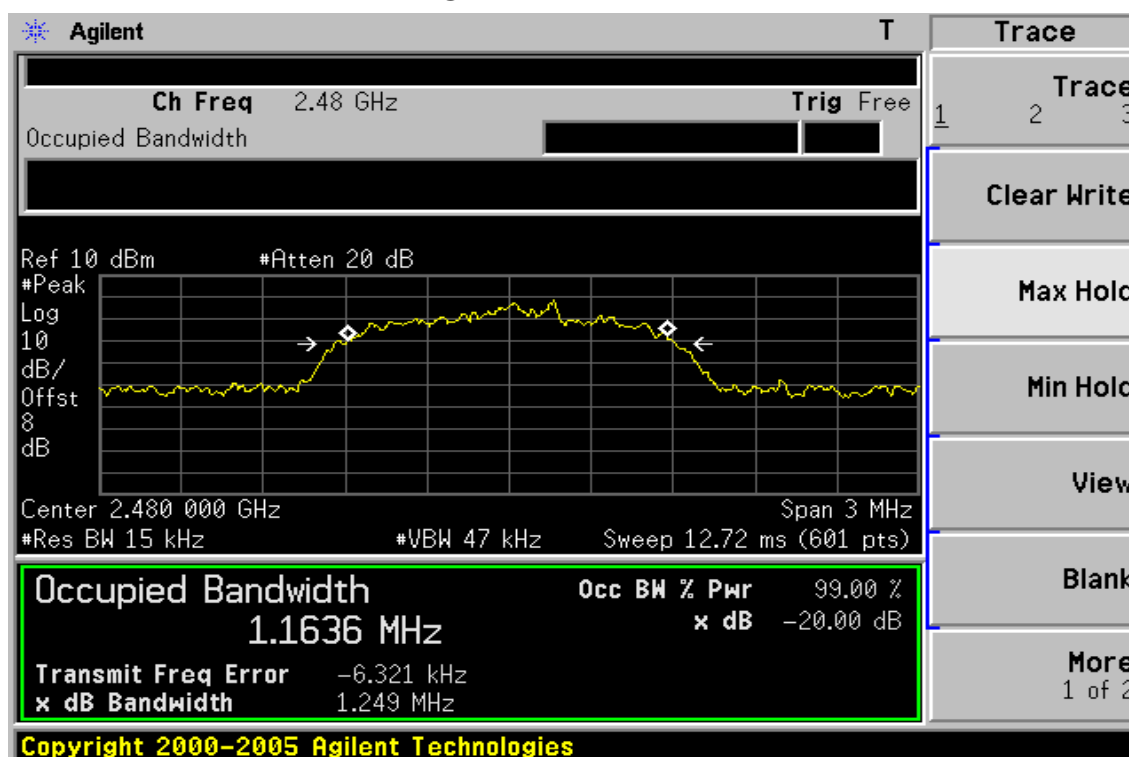 Agilent T Trace
Ch Freq 2.48 GHz Trig Free
Occupied Bandwidth
Trace
1 2 3
Clear Write
Max Hold
Min Hold
View
Blank
More
1 of 2
Ref 10 dBm #Atten 20 dB
#Peak
Log
10
dB/
Offst
8
dB
Center 2.480 000 GHz Span 3 MHz
#Res BW 15 kHz #VBW 47 kHz Sweep 12.72 ms (601 pts)
Occupied Bandwidth
1.1636 MHz
Occ BW % Pwr 99.00 %
x dB -20.00 dB
Transmit Freq Error -6.321 kHz
x dB Bandwidth 1.249 MHz
Copyright 2000-2005 Agilent Technologies